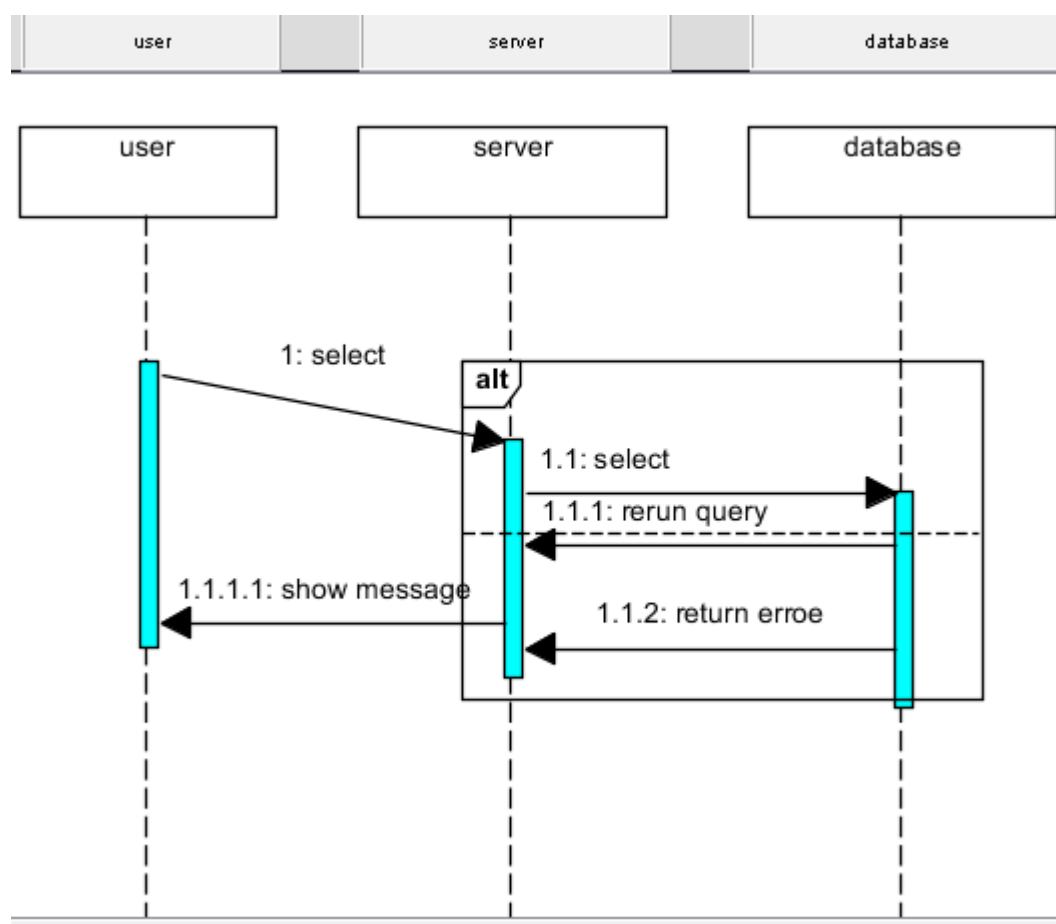 user server database
user server database
1: select
alt
1.1: select
1.1.1: rerun query
1.1.1.1: show message
1.1.2: return erroe